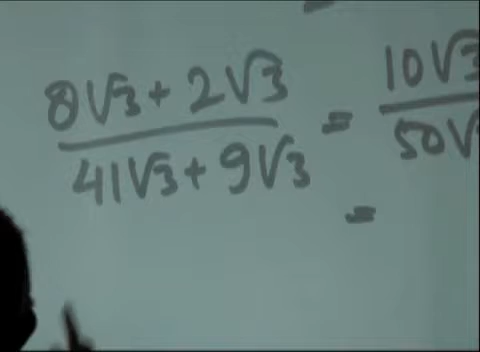 8√3 + 2√3 = 10√3
41√3 + 9√3 50√
=